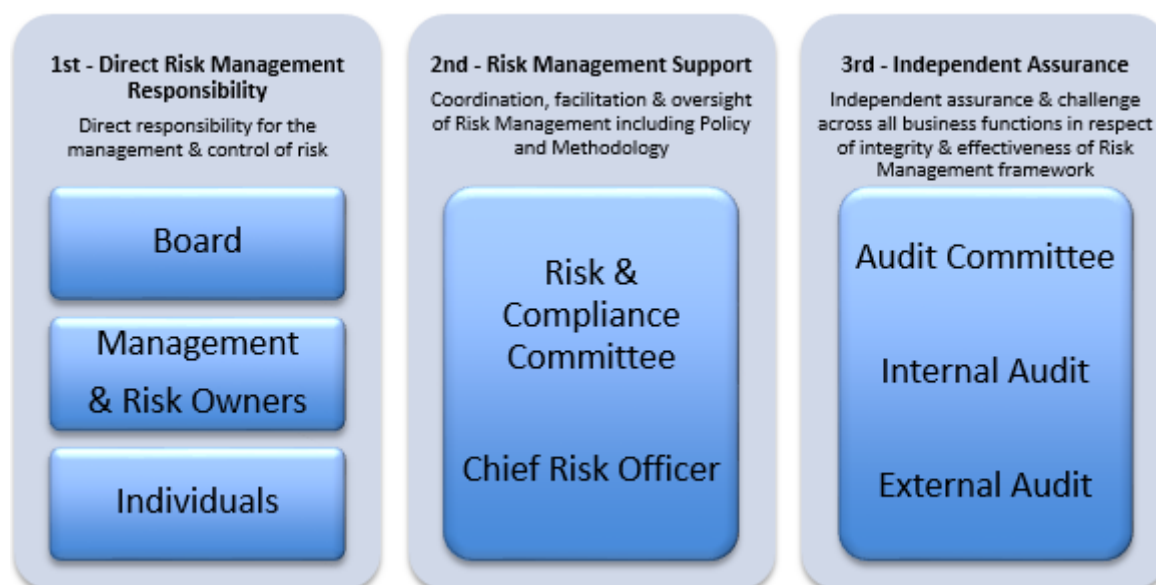 1st - Direct Risk Management
Responsibility
Direct responsibility for the
management & control of risk
Board
Management
& Risk Owners
Individuals
2nd - Risk Management Support
Coordination, facilitation & oversight
of Risk Management including Policy
and Methodology
Risk &
Compliance
Committee
Chief Risk Officer
3rd - Independent Assurance
Independent assurance & challenge
across all business functions in respect
of integrity & effectiveness of Risk
Management framework
Audit Committee
Internal Audit
External Audit